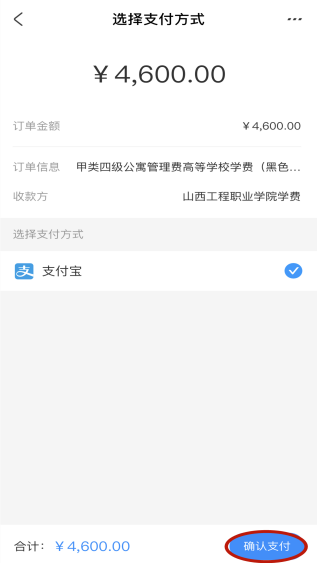 选择支付方式
￥4,600.00
订单金额 ￥4,600.00
订单信息 甲类四级公寓管理费高等学校学费（黑色...
收款方 山西工程职业学院学费
选择支付方式
支 支付宝
合计：￥4,600.00 确认支付